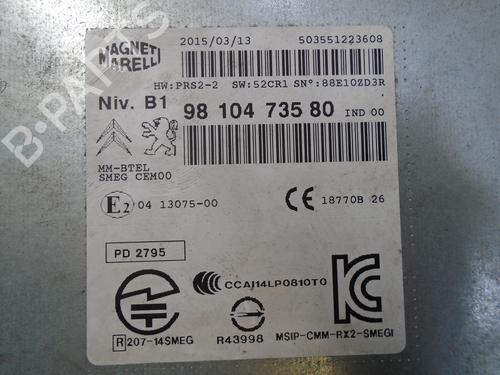 B-PARTS
MAGNETI MARELLI
2015/03/13 503551223608
HW:PRS2-2 SW:52CR1 SN°:88E10ZD3R
Niv. B1 98 104 735 80 IND 00
MM-BTEL
SMEG CEM00
E2 04 13075-00 CE 18770B 26
PD 2795
CCAI14LP0810T0
R 207-14SMEG R43998 MSIP-CMM-RX2-SMEGI